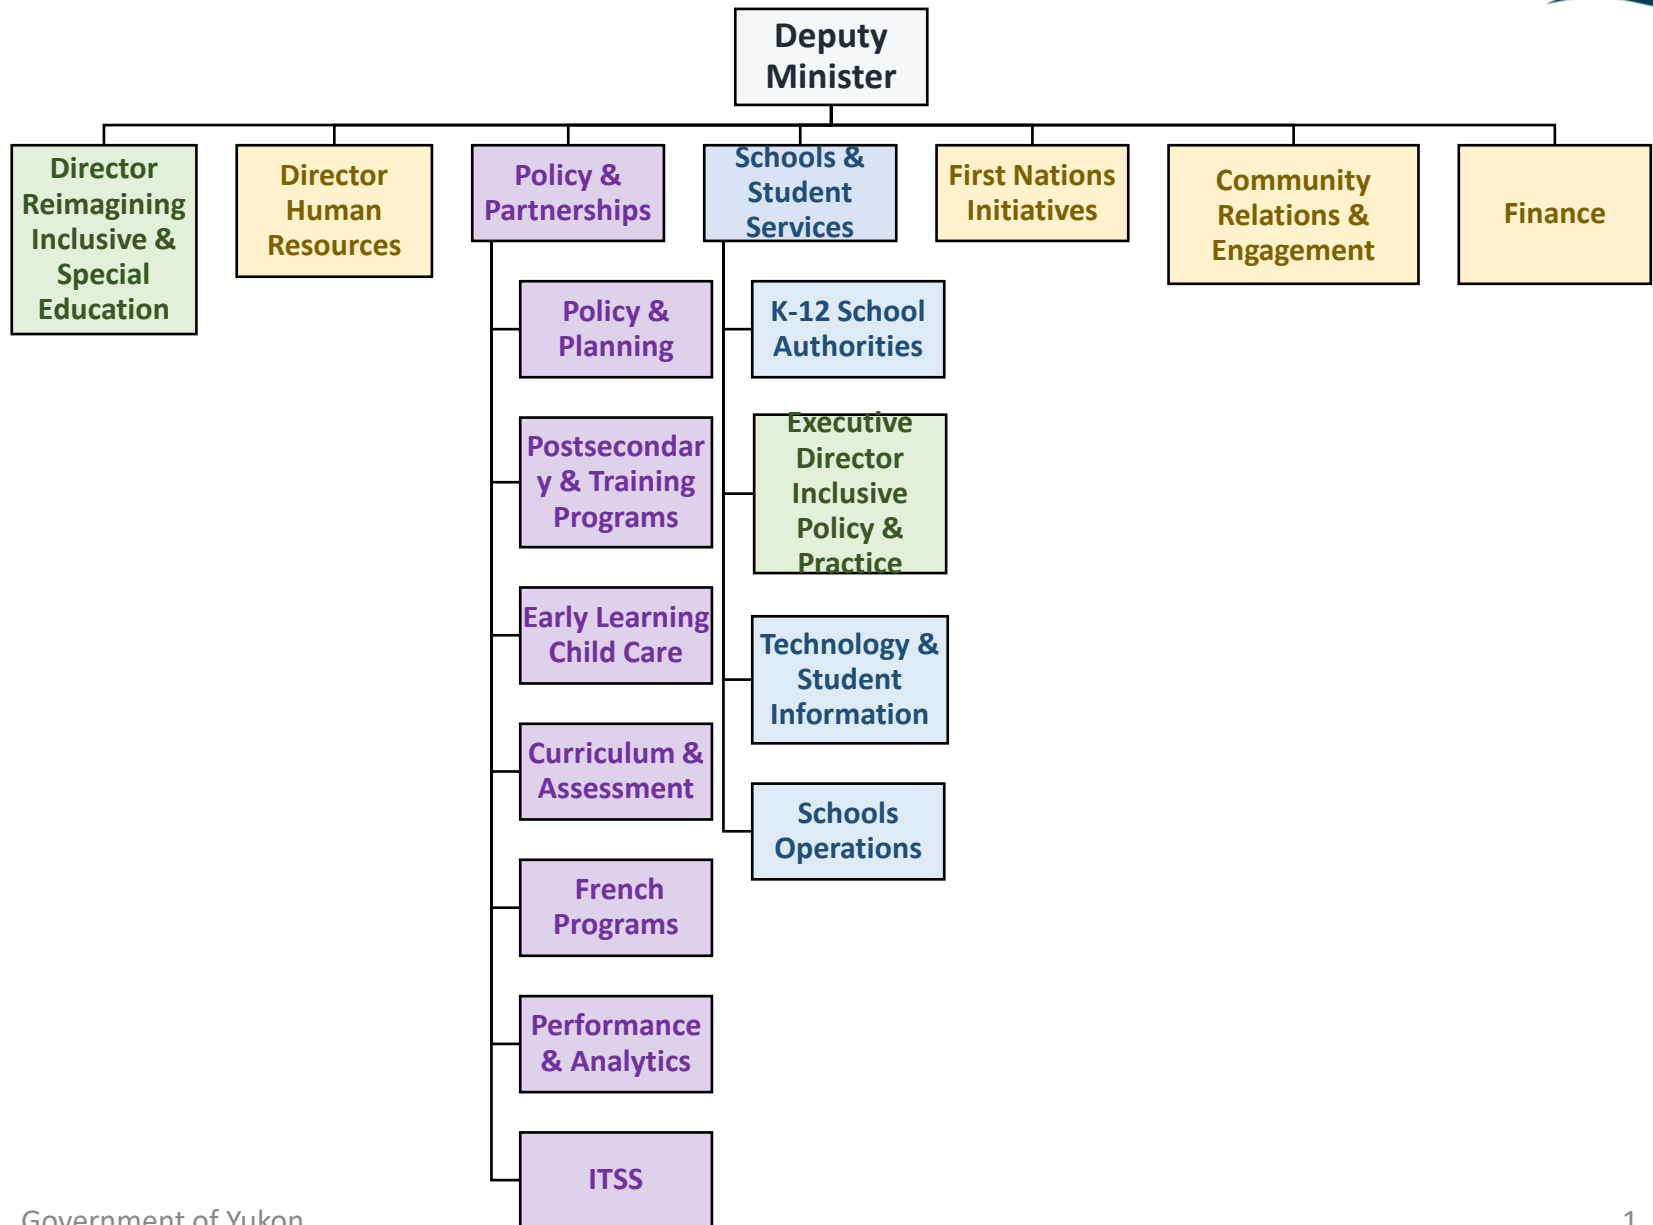 Deputy
Minister
Director
Reimagining
Inclusive &
Special
Education
Director
Human
Resources
Policy &
Partnerships
Schools &
Student
Services
First Nations
Initiatives
Community
Relations &
Engagement
Finance
Policy &
Planning
Postsecondar
y & Training
Programs
Early Learning
Child Care
Curriculum &
Assessment
French
Programs
Performance
& Analytics
ITSS
K-12 School
Authorities
Executive
Director
Inclusive
Policy &
Practice
Technology &
Student
Information
Schools
Operations
Government of Yukon
1